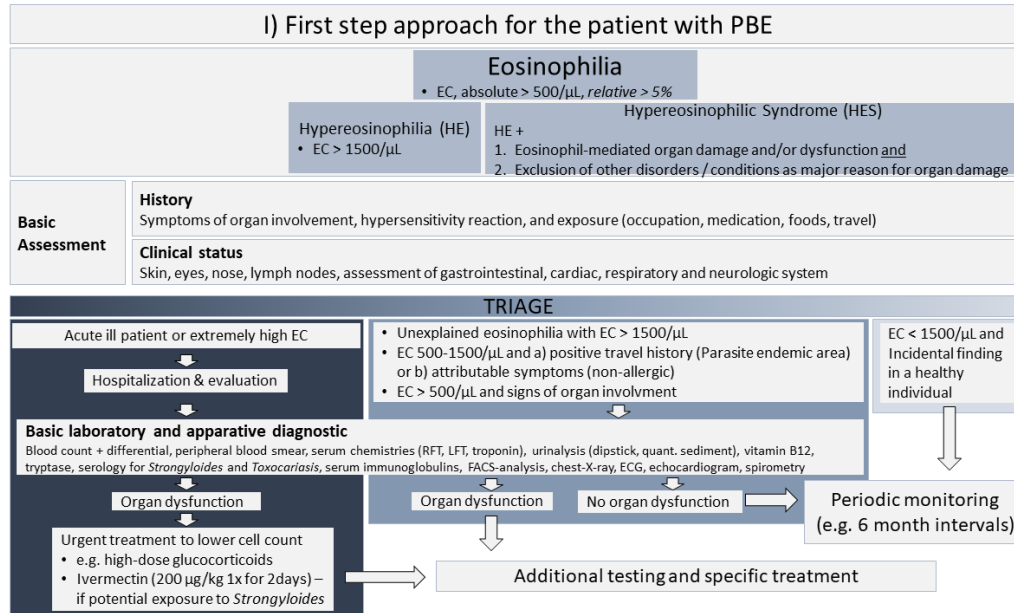 I) First step approach for the patient with PBE
Eosinophilia
• EC, absolute > 500/µL, relative > 5%
Hypereosinophilia (HE)
• EC > 1500/µL
Hypereosinophilic Syndrome (HES)
HE +
1. Eosinophil-mediated organ damage and/or dysfunction and
2. Exclusion of other disorders / conditions as major reason for organ damage
Basic
Assessment
History
Symptoms of organ involvement, hypersensitivity reaction, and exposure (occupation, medication, foods, travel)
Clinical status
Skin, eyes, nose, lymph nodes, assessment of gastrointestinal, cardiac, respiratory and neurologic system
TRIAGE
Acute ill patient or extremely high EC
Hospitalization & evaluation
• Unexplained eosinophilia with EC > 1500/µL
• EC 500-1500/µL and a) positive travel history (Parasite endemic area)
or b) attributable symptoms (non-allergic)
• EC > 500/µL and signs of organ involvment
EC < 1500/µL and
Incidental finding
in a healthy
individual
Basic laboratory and apparative diagnostic
Blood count + differential, peripheral blood smear, serum chemistries (RFT, LFT, troponin), urinalysis (dipstick, quant. sediment), vitamin B12,
tryptase, serology for Strongyloides and Toxocariasis, serum immunoglobulins, FACS-analysis, chest-X-ray, ECG, echocardiogram, spirometry
Organ dysfunction
Organ dysfunction
No organ dysfunction
Periodic monitoring
(e.g. 6 month intervals)
Urgent treatment to lower cell count
• e.g. high-dose glucocorticoids
• Ivermectin (200 µg/kg 1x for 2days) –
if potential exposure to Strongyloides
Additional testing and specific treatment